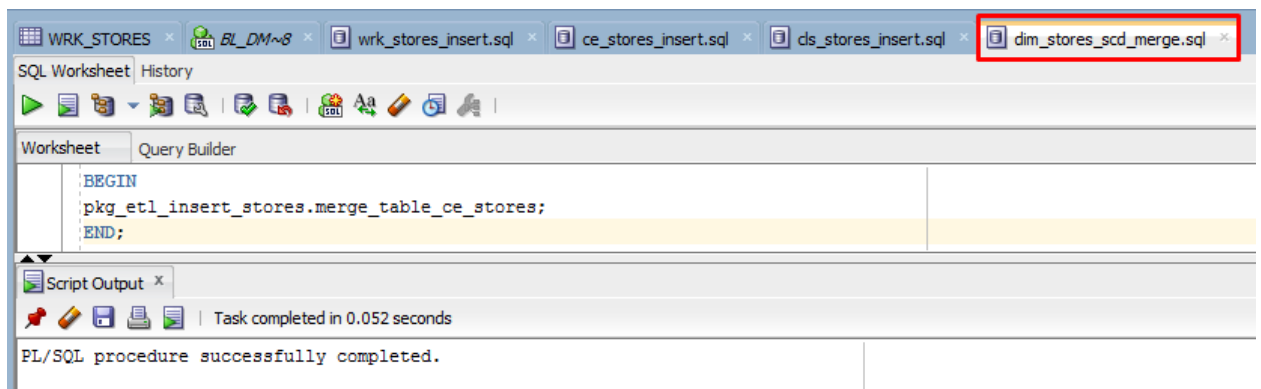 WRK_STORES BL_DM~8 wrk_stores_insert.sql ce_stores_insert.sql cls_stores_insert.sql dim_stores_scd_merge.sql
SQL Worksheet History
Worksheet Query Builder
BEGIN
pkg_etl_insert_stores.merge_table_ce_stores;
END;
Script Output
Task completed in 0.052 seconds
PL/SQL procedure successfully completed.